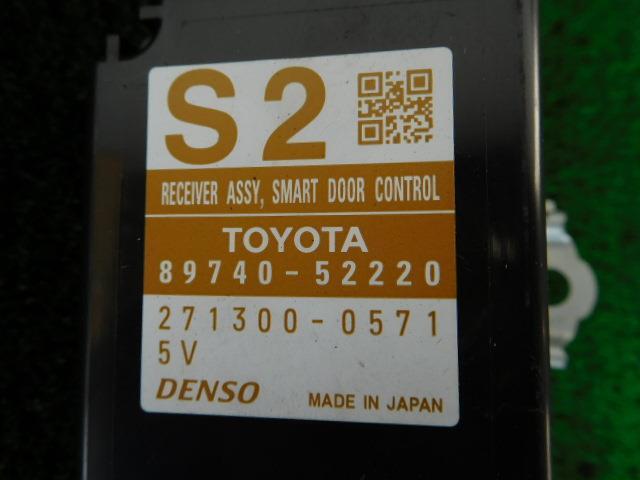 S2
RECEIVER ASSY, SMART DOOR CONTROL
TOYOTA
89740-52220
271300-0571
5V
DENSO MADE IN JAPAN